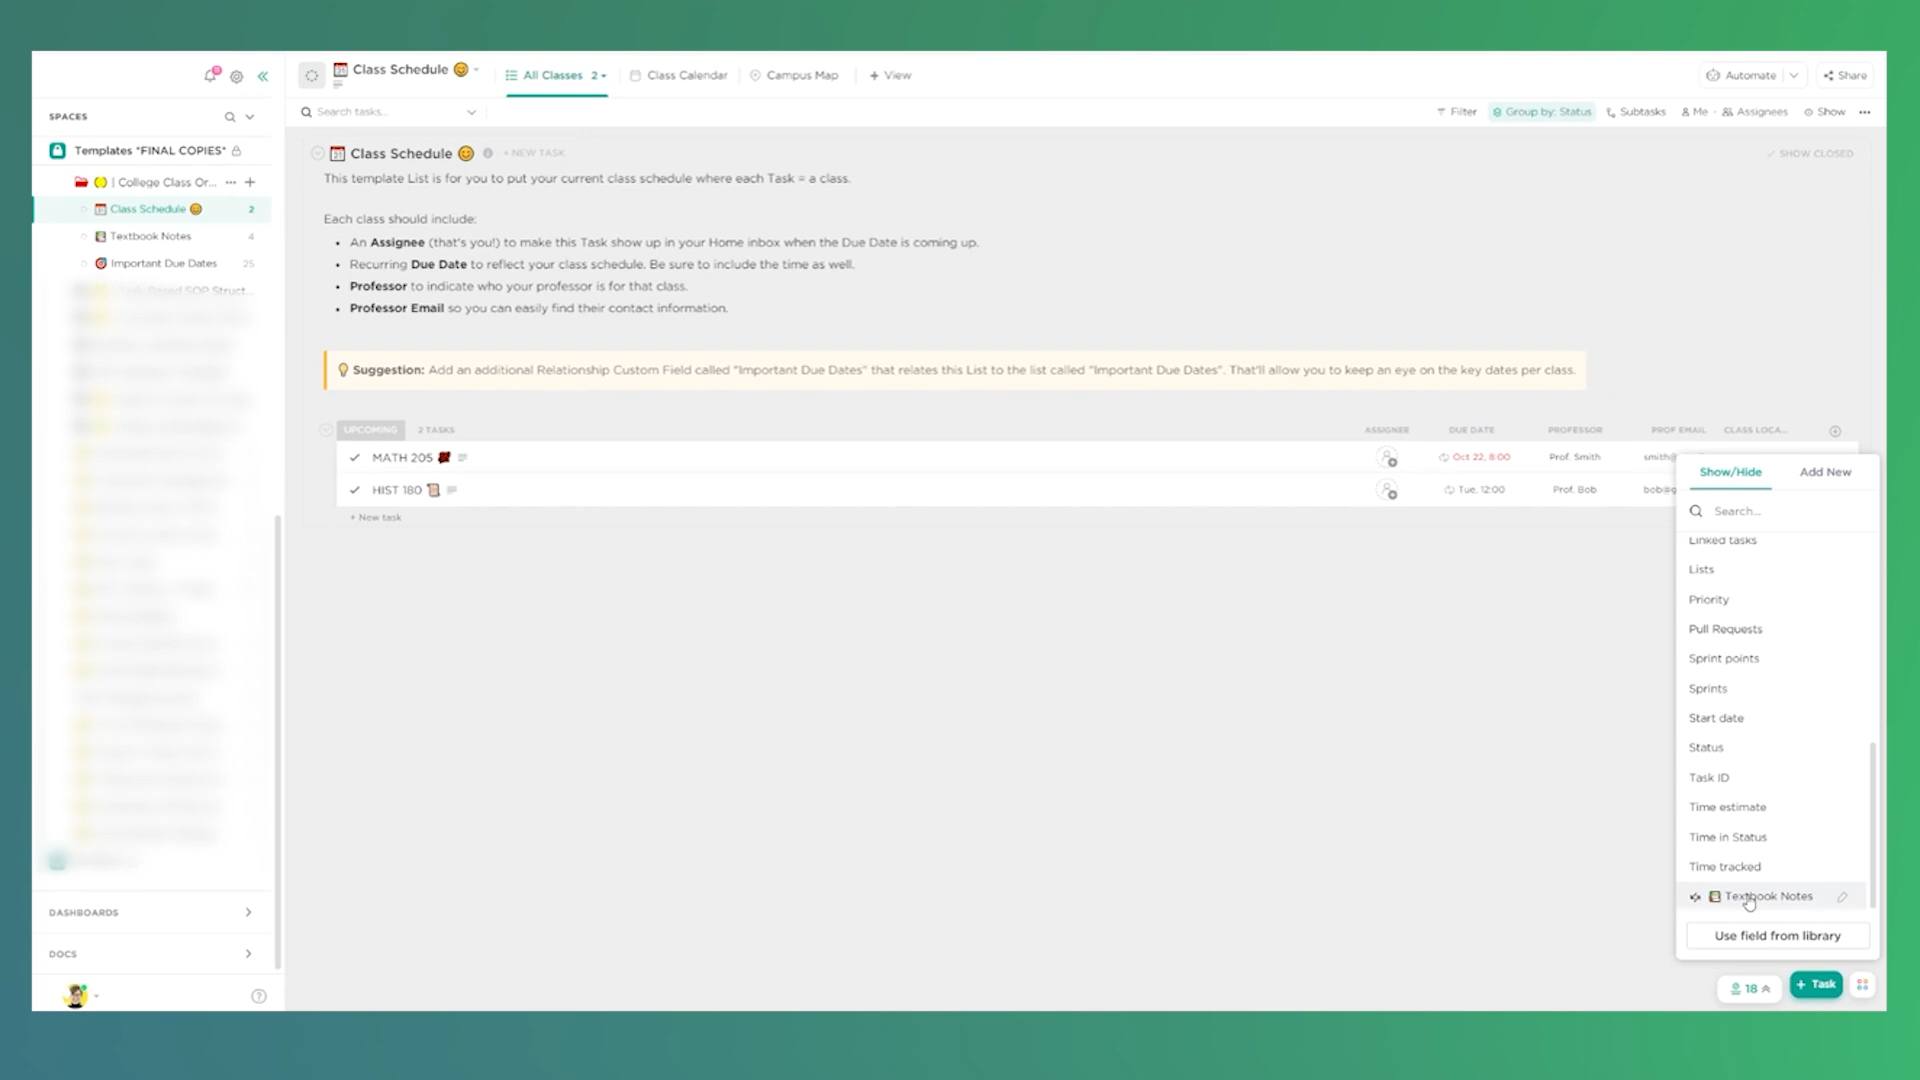 Class Schedule
All Classes 2
Class Calendar
Campus Map
+ View
Automate
Share
SPACES
Search tasks...
Filter
Group by: Status
Subtasks
Me
Assignees
Show
Templates *FINAL COPIES*
| College Class Or...
Class Schedule 2
Textbook Notes 4
Important Due Dates 25
SOP Struct...
DASHBOARDS
DOCS
Class Schedule
+ NEW TASK
SHOW CLOSED
This template List is for you to put your current class schedule where each Task = a class.
Each class should include:
• An Assignee (that's you!) to make this Task show up in your Home inbox when the Due Date is coming up.
• Recurring Due Date to reflect your class schedule. Be sure to include the time as well.
• Professor to indicate who your professor is for that class.
• Professor Email so you can easily find their contact information.
Suggestion: Add an additional Relationship Custom Field called "Important Due Dates" that relates this List to the list called "Important Due Dates". That'll allow you to keep an eye on the key dates per class.
UPCOMING 2 TASKS ASSIGNEE DUE DATE PROFESSOR PROF EMAIL CLASS LOCA...
MATH 205 Oct 22, 8:00 Prof. Smith smith@
HIST 180 Tue, 12:00 Prof. Bob bob@g
+ New task
Show/Hide
Add New
Search...
Linked tasks
Lists
Priority
Pull Requests
Sprint points
Sprints
Start date
Status
Task ID
Time estimate
Time in Status
Time tracked
Textbook Notes
Use field from library
18
+ Task